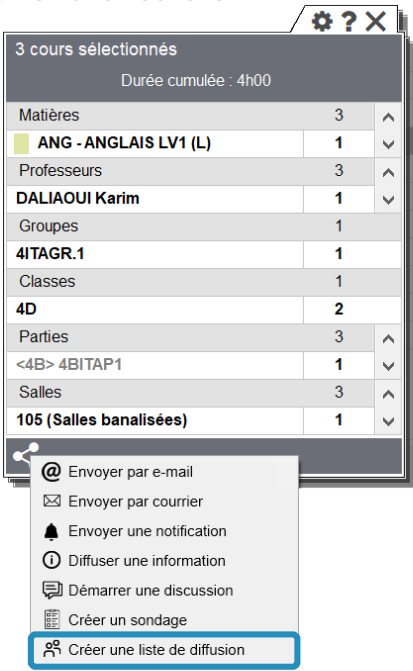 ?
3 cours sélectionnés
Durée cumulée : 4h00
Matières 3
ANG - ANGLAIS LV1 (L) 1
Professeurs 3
DALIAOUI Karim 1
Groupes 1
4ITAGR.1 1
Classes 1
4D 2
Parties 3
<4B> 4BITAP1 1
Salles 3
105 (Salles banalisées) 1
@ Envoyer par e-mail
Envoyer par courrier
Envoyer une notification
Diffuser une information
Démarrer une discussion
Créer un sondage
Créer une liste de diffusion